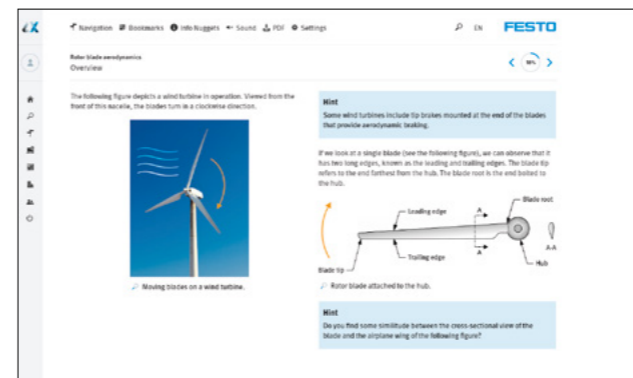 Navigation Bookmarks Info Nuggets Sound PDF Settings
EN FESTO
Rotor blade aerodynamics
Overview
The following figure depicts a wind turbine in operation. Viewed from the
front of this nacelle, the blades turn in a clockwise direction.
Moving blades on a wind turbine.
Hint
Some wind turbines include tip brakes mounted at the end of the blades
that provide aerodynamic braking.
If we look at a single blade (see the following figure), we can observe that it
has two long edges, known as the leading and trailing edges. The blade tip
refers to the end farthest from the hub. The blade root is the end bolted to
the hub.
Blade root
Leading edge
A
A-A
Trailing edge
A
Hub
Blade tip
Rotor blade attached to the hub.
Hint
Do you find some similitude between the cross-sectional view of the
blade and the airplane wing of the following figure?